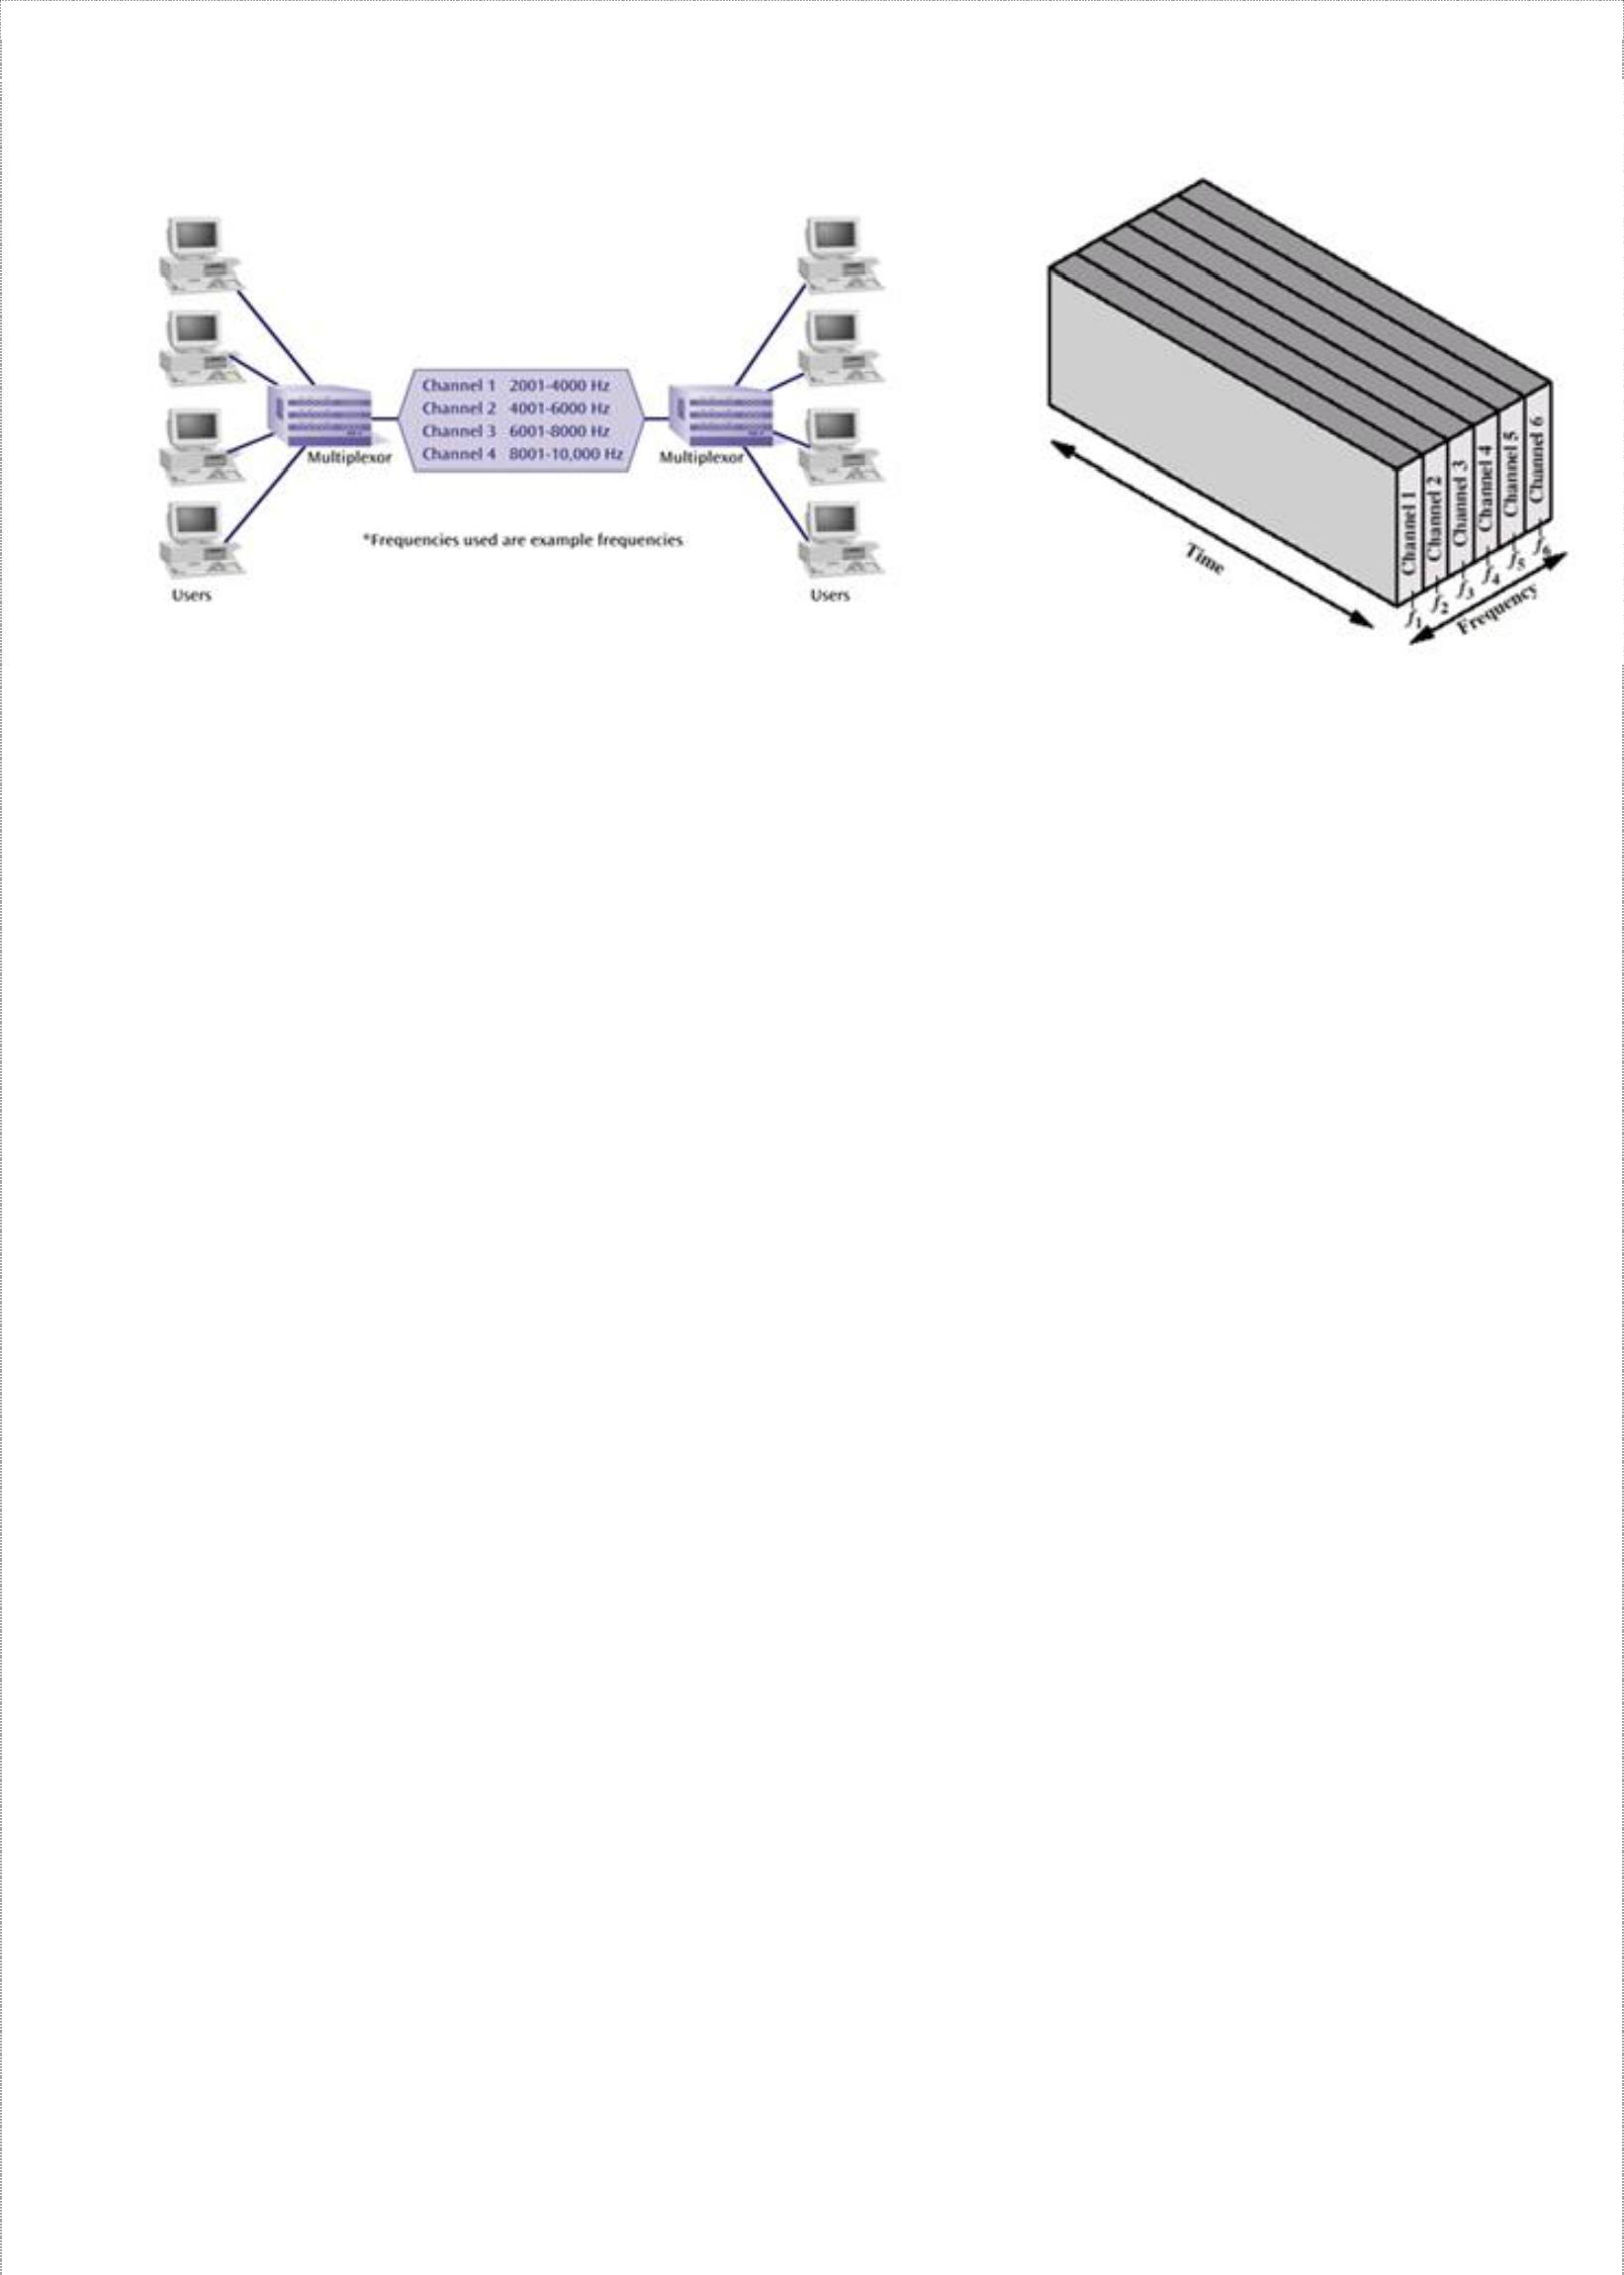 Channel 1 2001-4000 Hz
Channel 2 4001-6000 Hz
Channel 3 6001-8000 Hz
Channel 4 8001-10,000 Hz
Multiplexor
Multiplexor
*Frequencies used are example frequencies
Users
Users
Channel 1
Channel 2
Channel 3
Channel 4
Channel 5
Channel 6
f1
f2
f3
f4
f5
f6
Time
Frequency